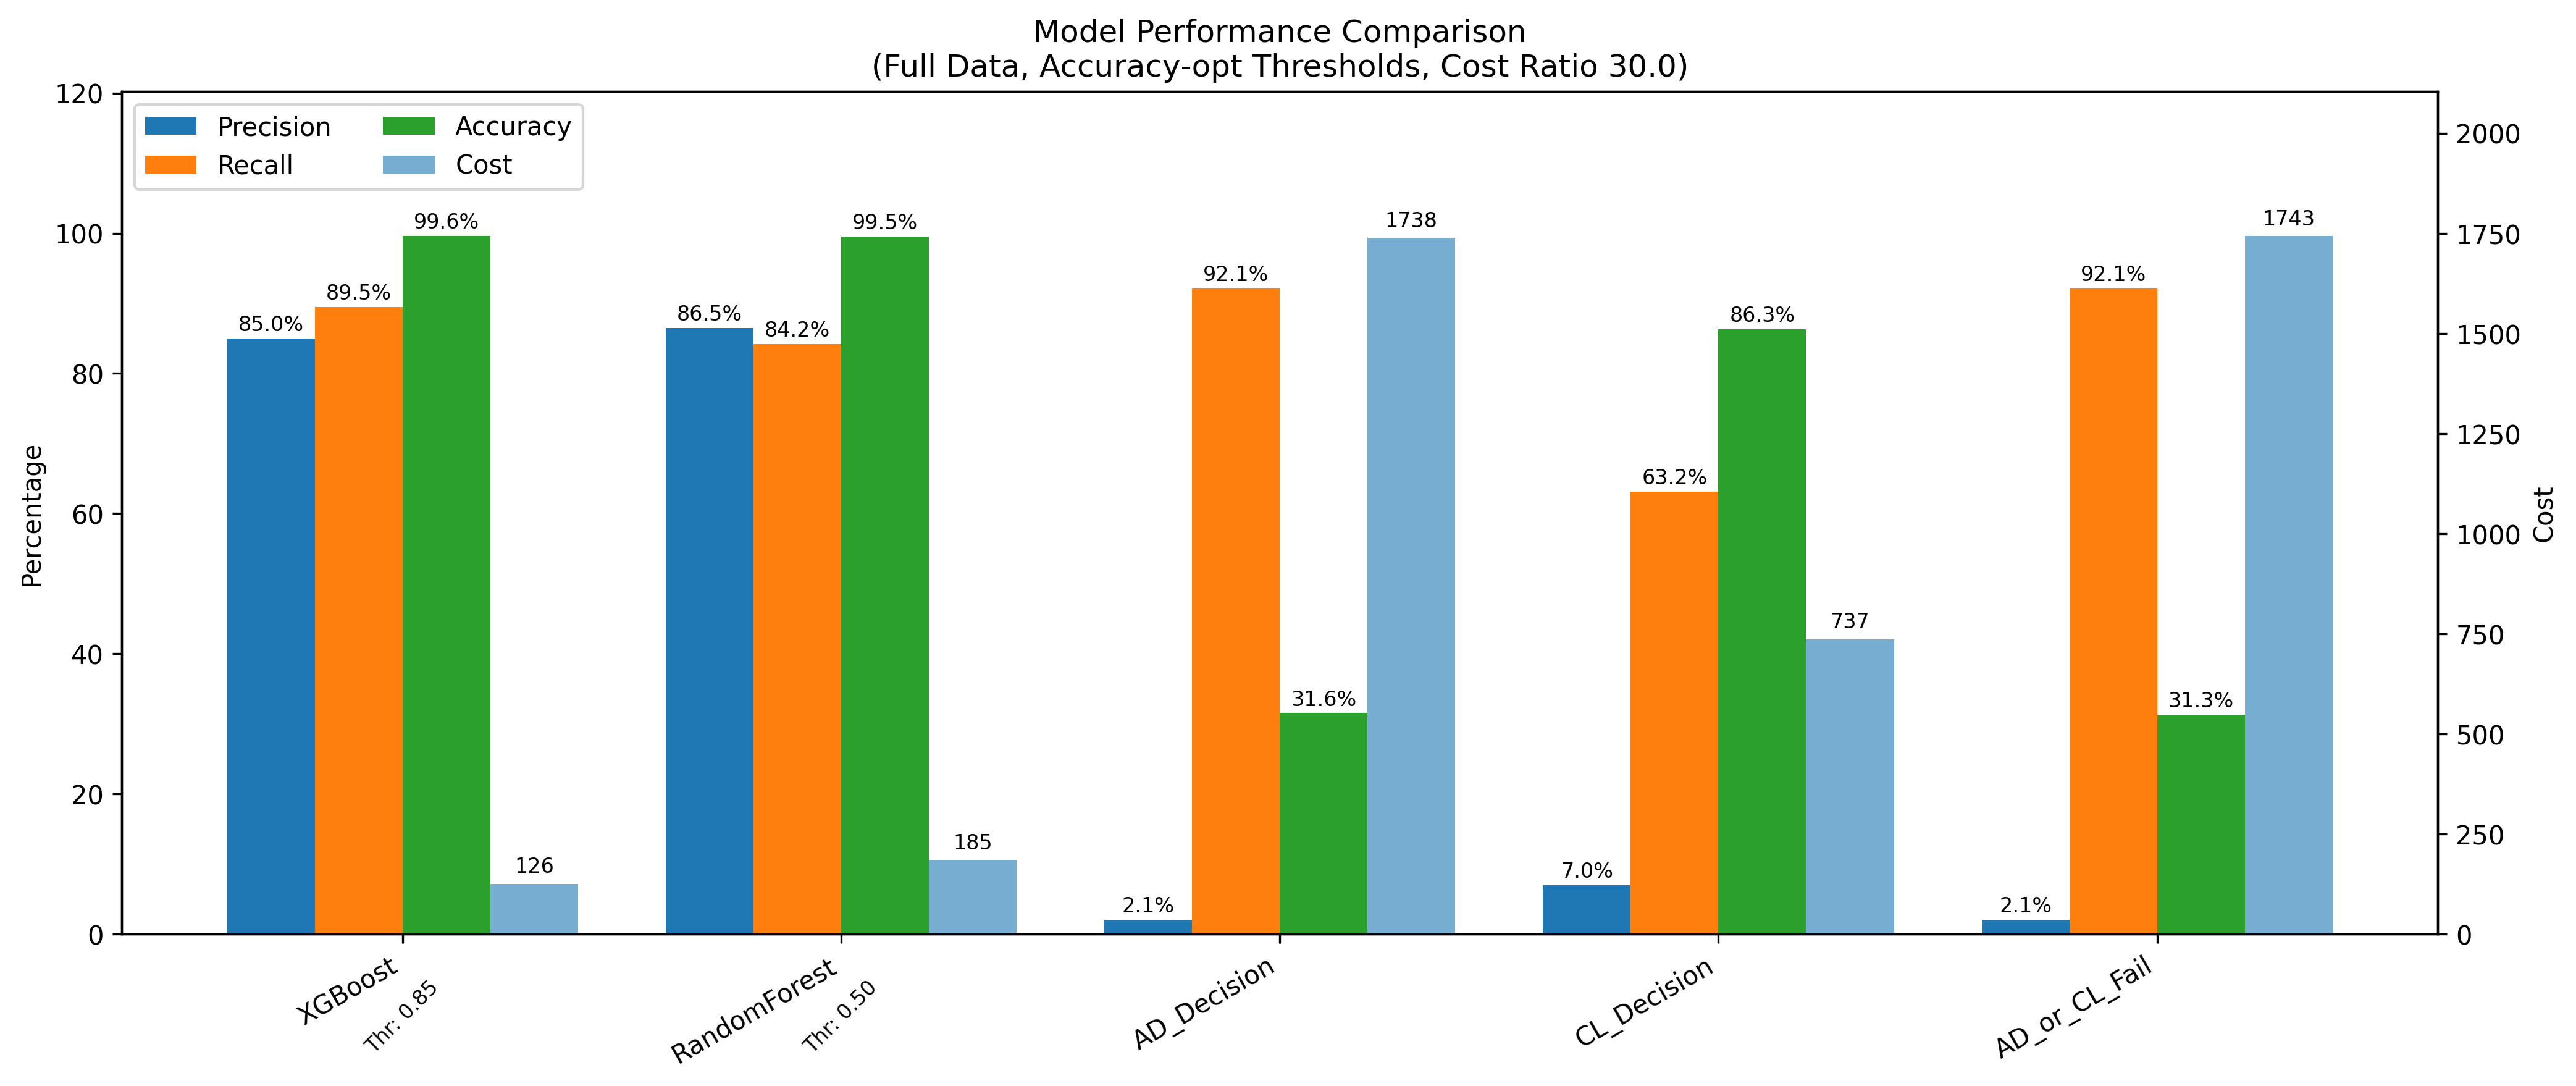 Model Performance Comparison
(Full Data, Accuracy-opt Thresholds, Cost Ratio 30.0)
Precision
Recall
Accuracy
Cost
Percentage
120
100
80
60
40
20
0
85.0%
89.5%
99.6%
126
86.5%
84.2%
99.5%
185
2.1%
92.1%
31.6%
1738
7.0%
63.2%
86.3%
737
2.1%
92.1%
31.3%
1743
2000
1750
1500
1250
1000
750
500
250
0
Cost
XGBoost
Thr: 0.85
RandomForest
Thr: 0.50
AD_Decision
CL_Decision
AD_or_CL_Fail